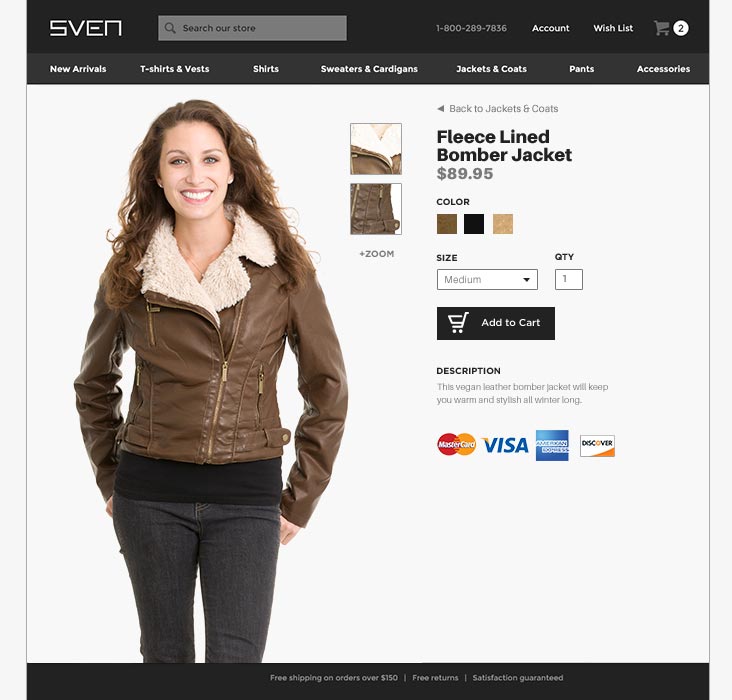 SVEN
Search our store
1-800-289-7836
Account
Wish List
2
New Arrivals
T-shirts & Vests
Shirts
Sweaters & Cardigans
Jackets & Coats
Pants
Accessories
Back to Jackets & Coats
Fleece Lined
Bomber Jacket
$89.95
COLOR
+ZOOM
SIZE
QTY
Medium
1
Add to Cart
DESCRIPTION
This vegan leather bomber jacket will keep
you warm and stylish all winter long.
MasterCard
VISA
AMERICAN
EXPRESS
DISCOVER
Free shipping on orders over $150 | Free returns | Satisfaction guaranteed